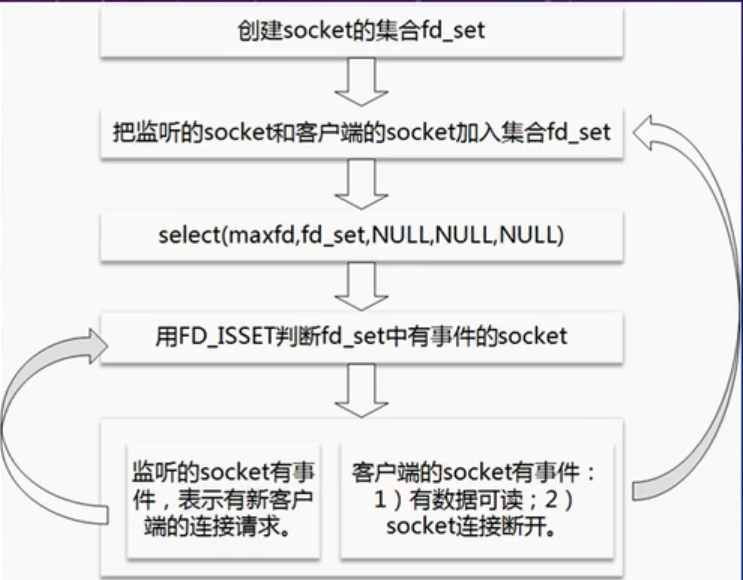 创建socket的集合fd_set
把监听的socket和客户端的socket加入集合fd_set
select(maxfd,fd_set,NULL,NULL,NULL)
用FD_ISSET判断fd_set中有事件的socket
监听的socket有事
件，表示有新客户
端的连接请求。
客户端的socket有事件：
1）有数据可读；2）
socket连接断开。